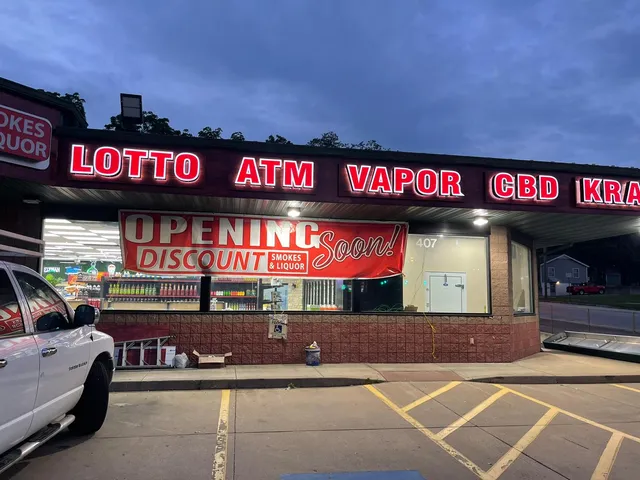 OKES
QUOR
LOTTO ATM VAPOR CBD KRA
OPENING Soon!
DISCOUNT SMOKES & LIQUOR
407